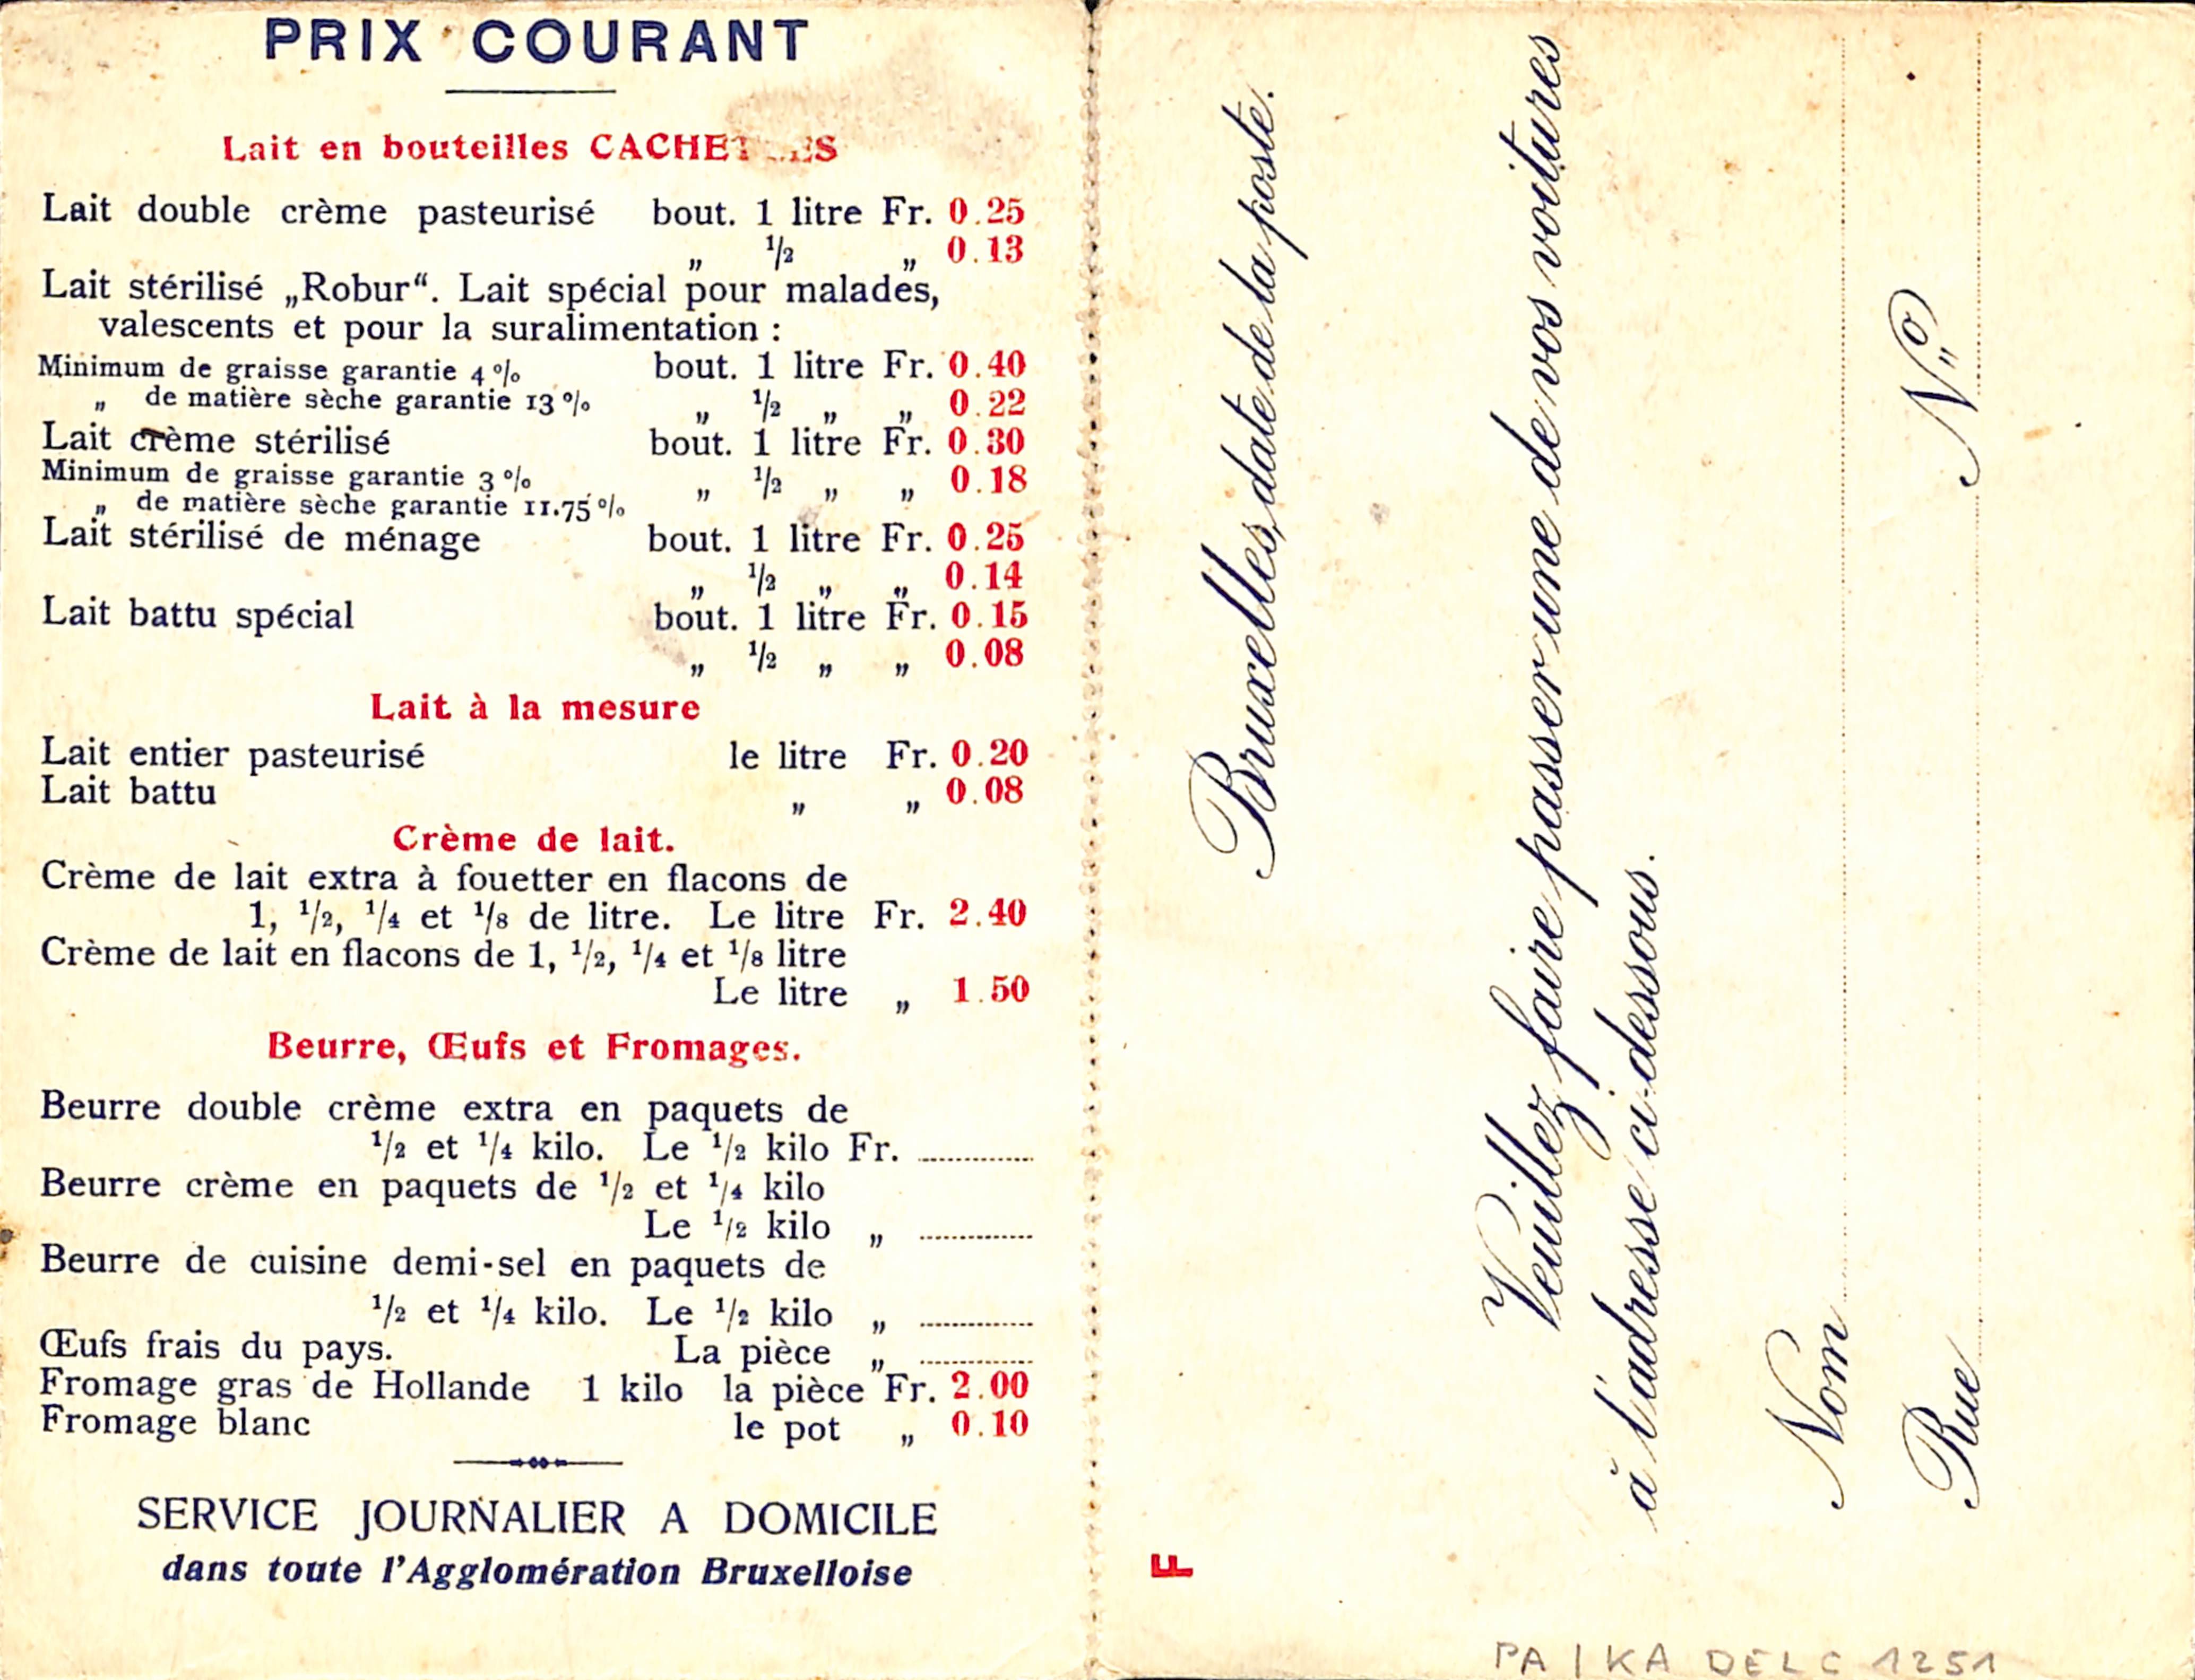 PRIX COURANT
Lait en bouteilles
Lait double crème pasteurisé bout. 1 litre Fr. 0.25
„ 1/2 „ 0.13
Lait stérilisé „Robur“. Lait spécial pour malades,
valescents et pour la suralimentation :
Minimum de graisse garantie 4 % bout. 1 litre Fr. 0.40
„ de matière sèche garantie 13 % „ 1/2 „ „ 0.22
Lait crème stérilisé bout. 1 litre Fr. 0.30
Minimum de graisse garantie 3 % „ 1/2 „ „ 0.18
„ de matière sèche garantie 11.75 %
Lait stérilisé de ménage bout. 1 litre Fr. 0.25
„ 1/2 „ „ 0.14
Lait battu spécial bout. 1 litre Fr. 0.15
„ 1/2 „ „ 0.08
Lait à la mesure
Lait entier pasteurisé le litre Fr. 0.20
Lait battu „ „ 0.08
Crème de lait.
Crème de lait extra à fouetter en flacons de
1, 1/2, 1/4 et 1/8 de litre. Le litre Fr. 2.40
Crème de lait en flacons de 1, 1/2, 1/4 et 1/8 litre
Le litre „ 1.50
Beurre, Œufs et Fromages.
Beurre double crème extra en paquets de
1/2 et 1/4 kilo. Le 1/2 kilo Fr. ............
Beurre crème en paquets de 1/2 et 1/4 kilo
Le 1/2 kilo „ ............
Beurre de cuisine demi-sel en paquets de
1/2 et 1/4 kilo. Le 1/2 kilo „ ............
Œufs frais du pays. La pièce „ ............
Fromage gras de Hollande 1 kilo la pièce Fr. 2.00
Fromage blanc le pot „ 0.10
SERVICE JOURNALIER A DOMICILE
dans toute l'Agglomération Bruxelloise
Bruxelles, date de la poste.
Veuillez faire passer une de vos voitures
à l'adresse ci-dessous.
Nom
Rue No
F
PA | KA DELC 1251